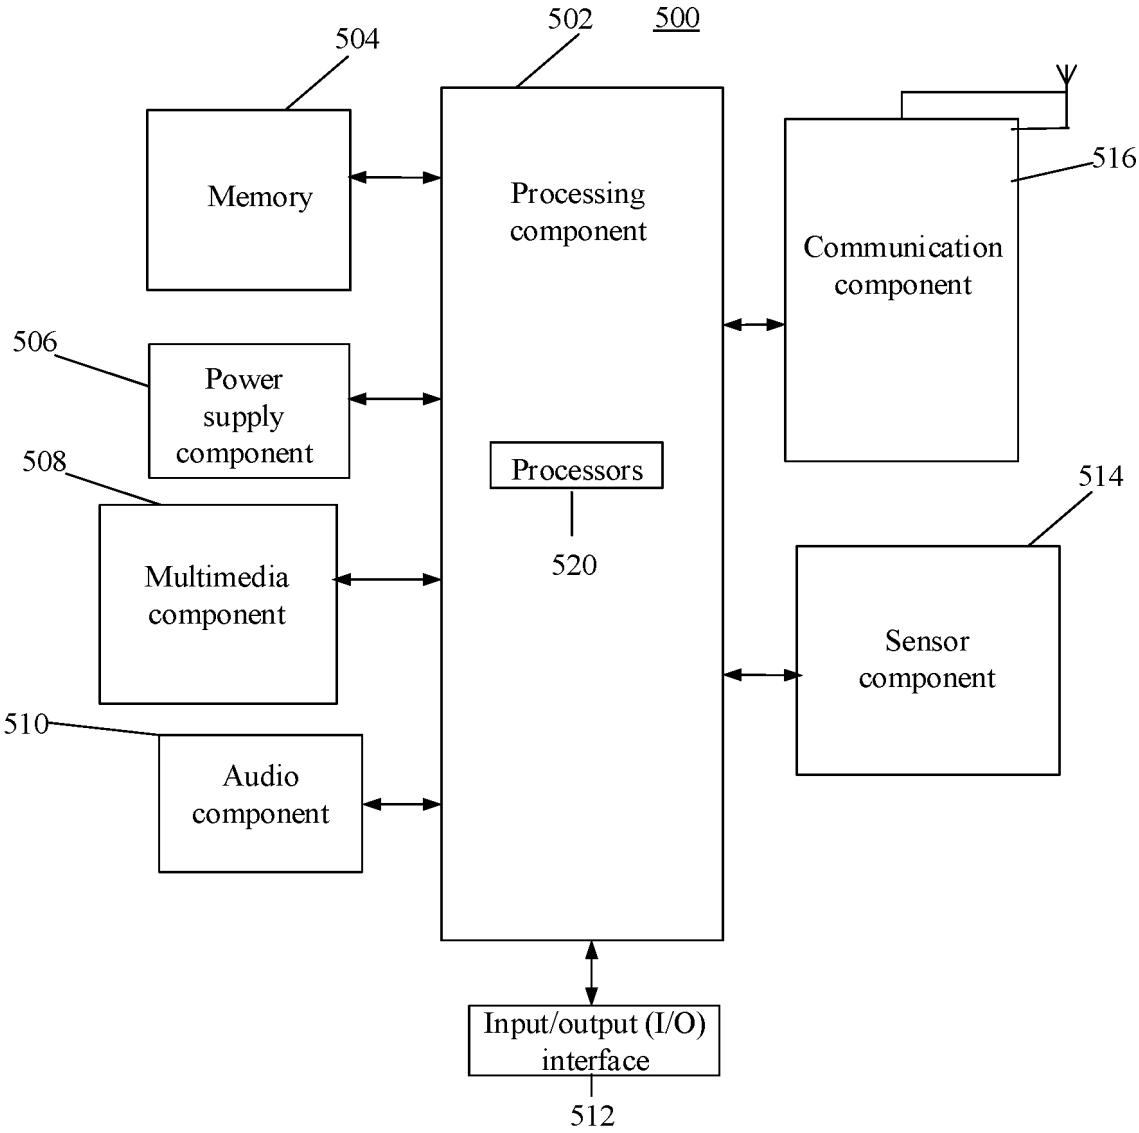 502
500
504
Memory
Processing
component
516
Communication
component
506
Power
supply
component
508
Processors
520
514
Multimedia
component
Sensor
component
510
Audio
component
Input/output (I/O)
interface
512